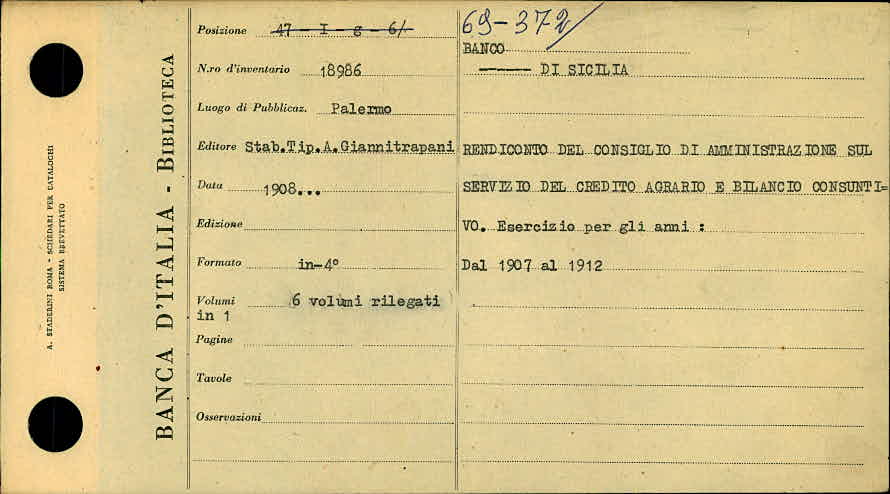 A. STADERINI ROMA - SCHEDARI PER CATALOGHI
SISTEMA BREVETTATO
BANCA D'ITALIA - BIBLIOTECA
Posizione 47 - I - g - 6/
N.ro d'inventario 18986
Luogo di Pubblicaz. Palermo
Editore Stab.Tip.A.Giannitrapani
Data 1908...
Edizione
Formato in-4°
Volumi 6 volumi rilegati
in 1
Pagine
Tavole
Osservazioni
69-372
BANCO
DI SICILIA
RENDICONTO DEL CONSIGLIO DI AMMINISTRAZIONE SUL
SERVIZIO DEL CREDITO AGRARIO E BILANCIO CONSUNTI=
VO. Esercizio per gli anni :
Dal 1907 al 1912